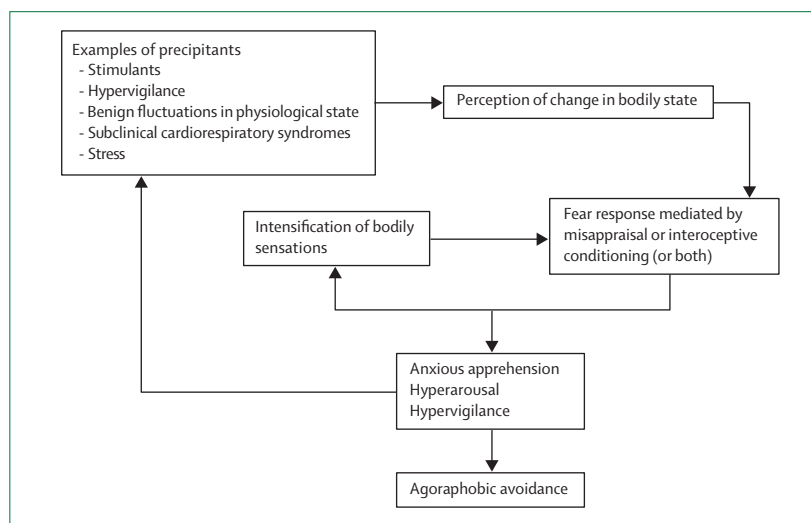 Examples of precipitants
- Stimulants
- Hypervigilance
- Benign fluctuations in physiological state
- Subclinical cardiorespiratory syndromes
- Stress
Perception of change in bodily state
Intensification of bodily
sensations
Fear response mediated by
misappraisal or interoceptive
conditioning (or both)
Anxious apprehension
Hyperarousal
Hypervigilance
Agoraphobic avoidance